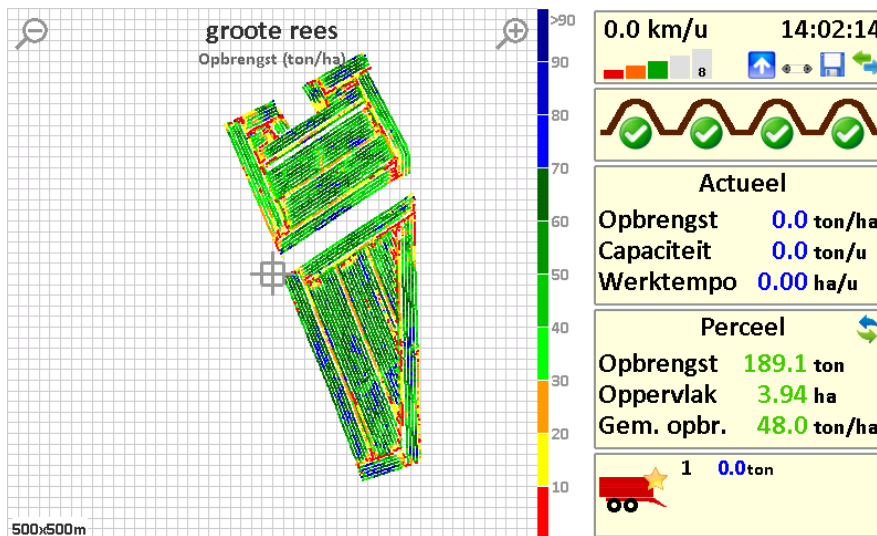 groote rees
Opbrengst (ton/ha)
>90
90
80
70
60
50
40
30
20
10
500x500m
0.0 km/u 14:02:14
8
Actueel
Opbrengst 0.0 ton/ha
Capaciteit 0.0 ton/u
Werktempo 0.00 ha/u
Perceel
Opbrengst 189.1 ton
Oppervlak 3.94 ha
Gem. opbr. 48.0 ton/ha
1 0.0 ton